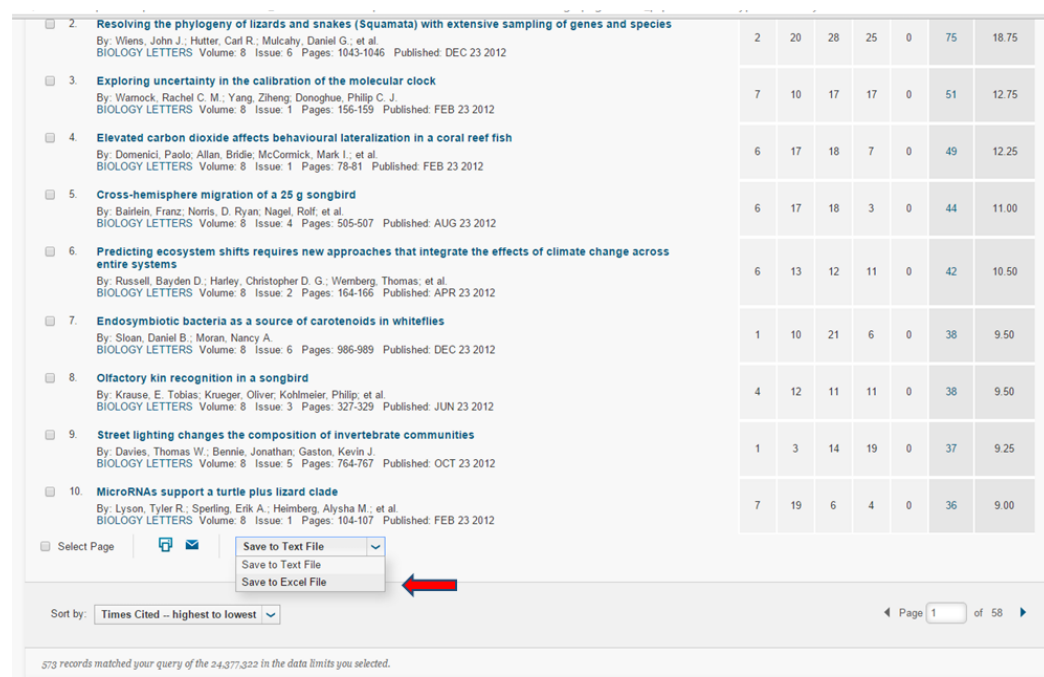 2. Resolving the phylogeny of lizards and snakes (Squamata) with extensive sampling of genes and species
By: Wiens, John J.; Hutter, Carl R.; Mulcahy, Daniel G.; et al.
BIOLOGY LETTERS Volume: 8 Issue: 6 Pages: 1043-1046 Published: DEC 23 2012
2 20 28 25 0 75 18.75
3. Exploring uncertainty in the calibration of the molecular clock
By: Warnock, Rachel C. M.; Yang, Ziheng; Donoghue, Philip C. J.
BIOLOGY LETTERS Volume: 8 Issue: 1 Pages: 156-159 Published: FEB 23 2012
7 10 17 17 0 51 12.75
4. Elevated carbon dioxide affects behavioural lateralization in a coral reef fish
By: Domenici, Paolo; Allan, Bridie; McCormick, Mark I.; et al.
BIOLOGY LETTERS Volume: 8 Issue: 1 Pages: 78-81 Published: FEB 23 2012
6 17 18 7 0 49 12.25
5. Cross-hemisphere migration of a 25 g songbird
By: Bairlein, Franz; Norris, D. Ryan; Nagel, Rolf; et al.
BIOLOGY LETTERS Volume: 8 Issue: 4 Pages: 505-507 Published: AUG 23 2012
6 17 18 3 0 44 11.00
6. Predicting ecosystem shifts requires new approaches that integrate the effects of climate change across
entire systems
By: Russell, Bayden D.; Harley, Christopher D. G.; Wernberg, Thomas; et al.
BIOLOGY LETTERS Volume: 8 Issue: 2 Pages: 164-166 Published: APR 23 2012
6 13 12 11 0 42 10.50
7. Endosymbiotic bacteria as a source of carotenoids in whiteflies
By: Sloan, Daniel B.; Moran, Nancy A.
BIOLOGY LETTERS Volume: 8 Issue: 6 Pages: 986-989 Published: DEC 23 2012
1 10 21 6 0 38 9.50
8. Olfactory kin recognition in a songbird
By: Krause, E. Tobias; Krueger, Oliver; Kohlmeier, Philip; et al.
BIOLOGY LETTERS Volume: 8 Issue: 3 Pages: 327-329 Published: JUN 23 2012
4 12 11 11 0 38 9.50
9. Street lighting changes the composition of invertebrate communities
By: Davies, Thomas W.; Bennie, Jonathan; Gaston, Kevin J.
BIOLOGY LETTERS Volume: 8 Issue: 5 Pages: 764-767 Published: OCT 23 2012
1 3 14 19 0 37 9.25
10. MicroRNAs support a turtle plus lizard clade
By: Lyson, Tyler R.; Sperling, Erik A.; Heimberg, Alysha M.; et al.
BIOLOGY LETTERS Volume: 8 Issue: 1 Pages: 104-107 Published: FEB 23 2012
7 19 6 4 0 36 9.00
Select Page Save to Text File
Save to Text File
Save to Excel File
Sort by: Times Cited -- highest to lowest Page 1 of 58
573 records matched your query of the 24,377,322 in the data limits you selected.